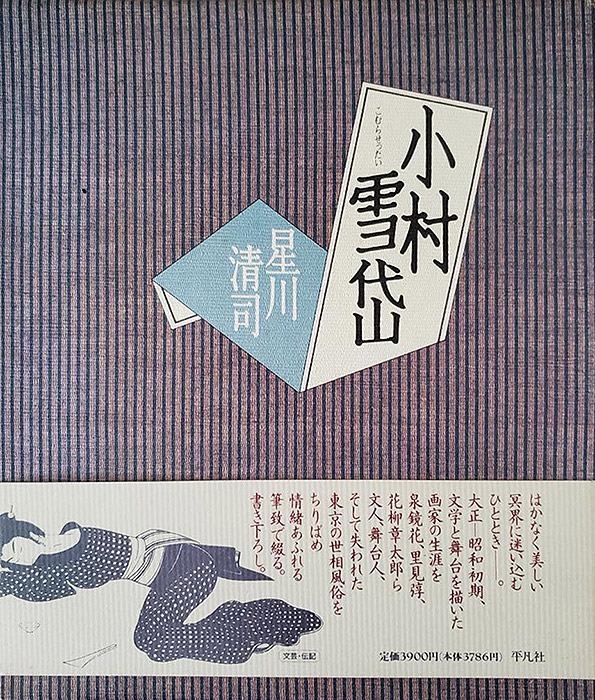 小村
雪岱
こむらせったい
星川
清司
はかなく美しい
冥界に迷い込む
ひととき――。
大正―昭和初期、
文学と舞台を描いた
画家の生涯を
泉鏡花、里見弴、
花柳章太郎ら
文人、舞台人、
そして失われた
東京の世相風俗を
ちりばめ
情緒あふれる
筆致で綴る。
書き下ろし。
文芸・伝記
定価3900円(本体3786円) 平凡社